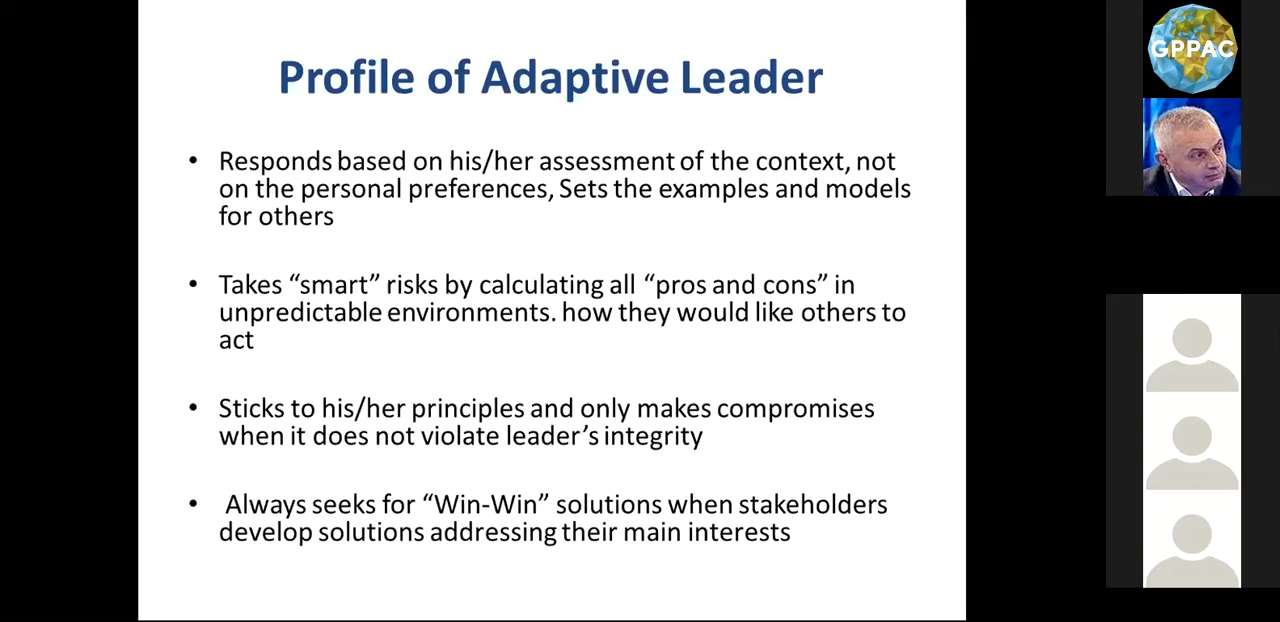 Profile of Adaptive Leader
• Responds based on his/her assessment of the context, not
on the personal preferences, Sets the examples and models
for others
• Takes “smart” risks by calculating all “pros and cons” in
unpredictable environments. how they would like others to
act
• Sticks to his/her principles and only makes compromises
when it does not violate leader’s integrity
• Always seeks for “Win-Win” solutions when stakeholders
develop solutions addressing their main interests
GPPAC